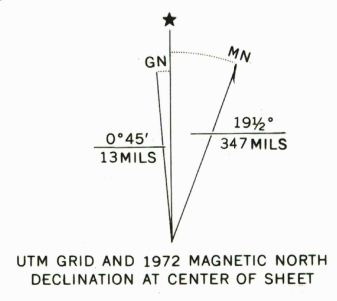 ★
GN
MN
0°45′
13 MILS
19½°
347 MILS
UTM GRID AND 1972 MAGNETIC NORTH
DECLINATION AT CENTER OF SHEET